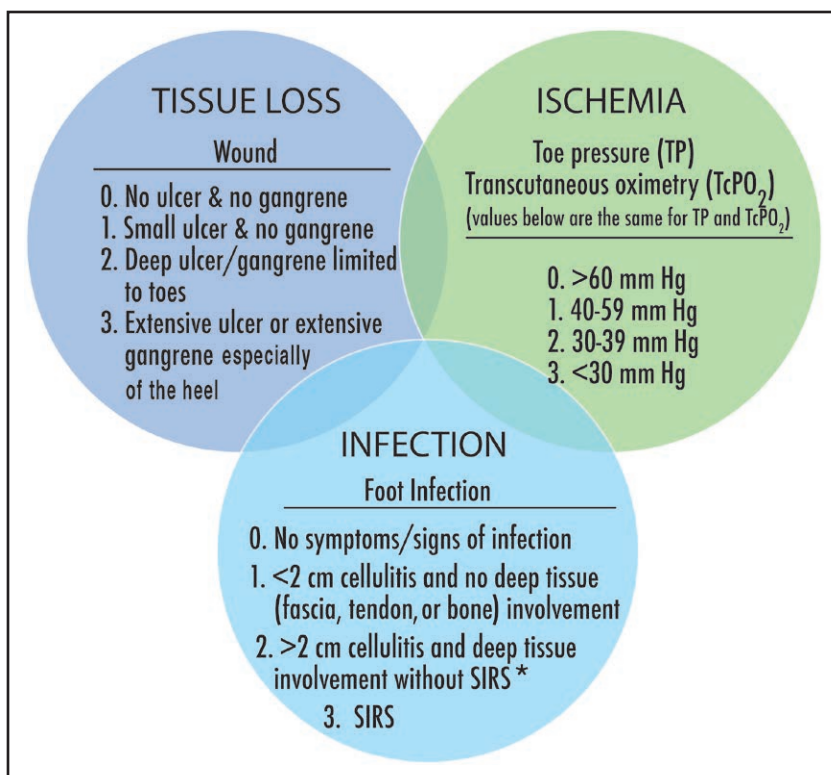 TISSUE LOSS
Wound
0. No ulcer & no gangrene
1. Small ulcer & no gangrene
2. Deep ulcer/gangrene limited
to toes
3. Extensive ulcer or extensive
gangrene especially
of the heel
ISCHEMIA
Toe pressure (TP)
Transcutaneous oximetry (TcPO₂)
(values below are the same for TP and TcPO₂)
0. >60 mm Hg
1. 40-59 mm Hg
2. 30-39 mm Hg
3. <30 mm Hg
INFECTION
Foot Infection
0. No symptoms/signs of infection
1. <2 cm cellulitis and no deep tissue
(fascia, tendon, or bone) involvement
2. >2 cm cellulitis and deep tissue
involvement without SIRS *
3. SIRS